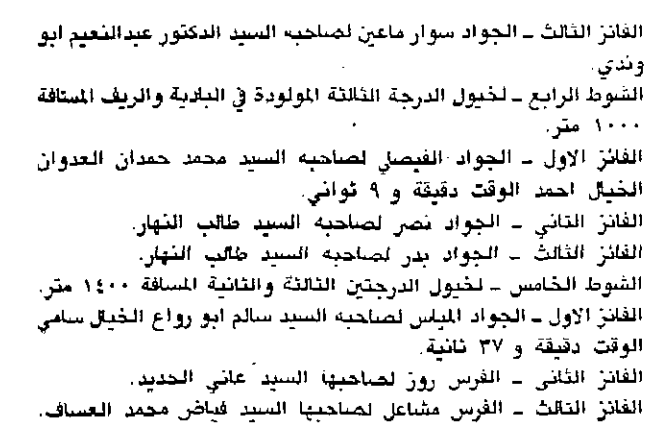 الفائز الثالث ـ الجواد سوار ماعين لصاحبه السيد الدكتور عبدالنعيم ابو
وندي.
الشوط الرابع ـ لخيول الدرجة الثالثة المولودة في البادية والريف المسافة
١٠٠٠ متر.
الفائز الاول ـ الجواد الفيصلي لصاحبه السيد محمد حمدان العدوان
الخيال احمد الوقت دقيقة و ٩ ثواني.
الفائز الثاني ـ الجواد نصر لصاحبه السيد طالب النهار.
الفائز الثالث ـ الجواد بدر لصاحبه السيد طالب النهار.
الشوط الخامس ـ لخيول الدرجتين الثالثة والثانية المسافة ١٤٠٠ متر.
الفائز الاول ـ الجواد المياس لصاحبه السيد سالم ابو رواع الخيال سامي
الوقت دقيقة و ٣٧ ثانية.
الفائز الثانى ـ الفرس روز لصاحبها السيد عاني الحديد.
الفائز الثالث ـ الفرس مشاعل لصاحبها السيد فياض محمد العساف.